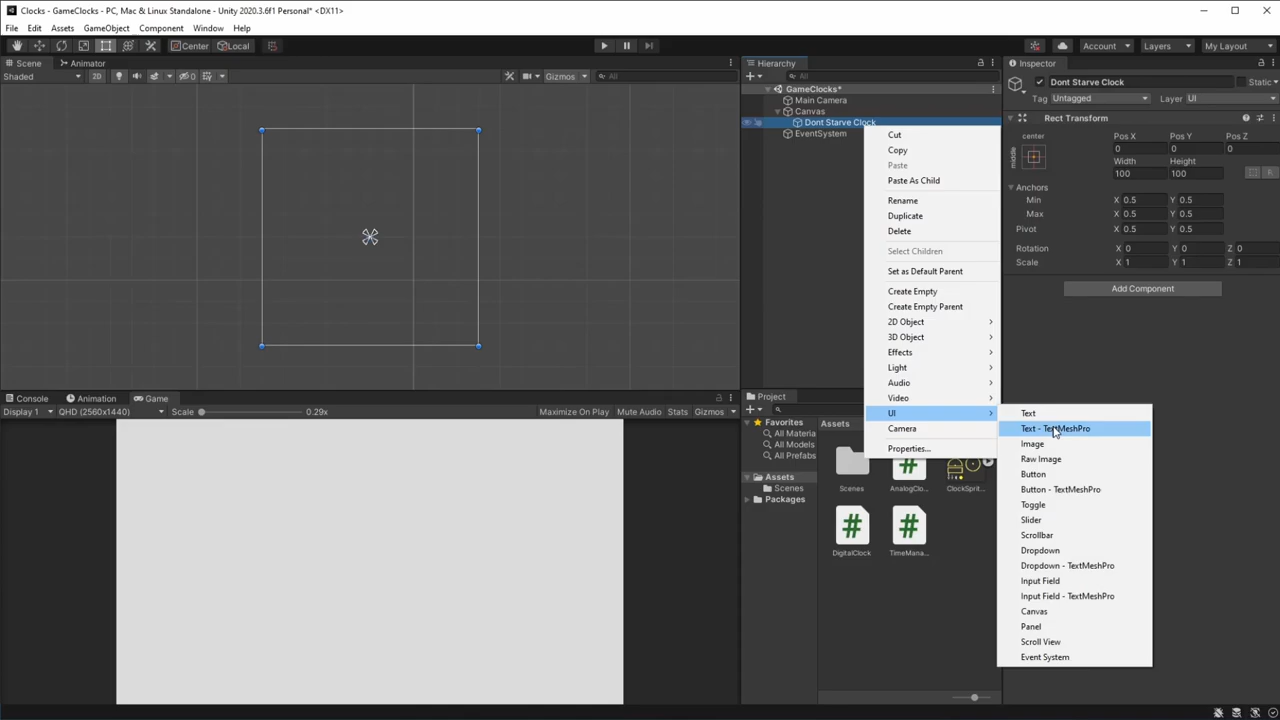 Clocks - GameClocks - PC, Mac & Linux Standalone - Unity 2020.3.6f1 Personal* <DX11>
File Edit Assets GameObject Component Window Help
Center Local Account Layers My Layout
Scene Animator
Shaded 2D 0 Gizmos All
Hierarchy
All
GameClocks*
Main Camera
Canvas
Dont Starve Clock
EventSystem
Cut
Copy
Paste
Paste As Child
Rename
Duplicate
Delete
Select Children
Set as Default Parent
Create Empty
Create Empty Parent
2D Object
3D Object
Effects
Light
Audio
Video
UI
Camera
Properties...
Text
Text - TextMeshPro
Image
Raw Image
Button
Button - TextMeshPro
Toggle
Slider
Scrollbar
Dropdown
Dropdown - TextMeshPro
Input Field
Input Field - TextMeshPro
Canvas
Panel
Scroll View
Event System
Inspector
Dont Starve Clock Static
Tag Untagged Layer UI
Rect Transform
center
middle
Pos X Pos Y Pos Z
0 0 0
Width Height
100 100 R
Anchors
Min X 0.5 Y 0.5
Max X 0.5 Y 0.5
Pivot X 0.5 Y 0.5
Rotation X 0 Y 0 Z 0
Scale X 1 Y 1 Z 1
Add Component
Console Animation Game
Display 1 QHD (2560x1440) Scale 0.29x Maximize On Play Mute Audio Stats Gizmos
Project
Favorites
All Materia
All Models
All Prefabs
Assets
Scenes
Packages
Assets
Scenes
AnalogClo...
ClockSprit...
DigitalClock
TimeMana...